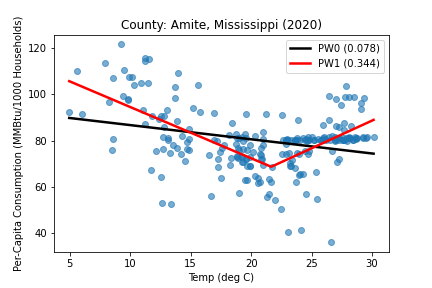 County: Amite, Mississippi (2020)
PW0 (0.078)
PW1 (0.344)
Per-Capita Consumption (MMBtu/1000 Households)
120
100
80
60
40
5 10 15 20 25 30
Temp (deg C)